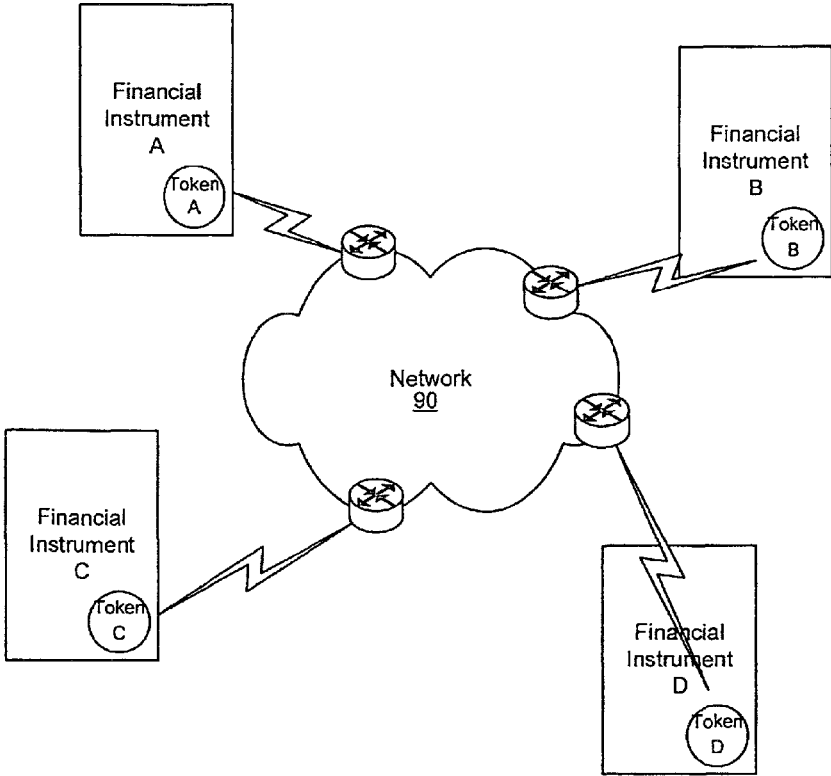 Financial
Instrument
A
Token
A
Financial
Instrument
B
Token
B
Network
90
Financial
Instrument
C
Token
C
Financial
Instrument
D
Token
D